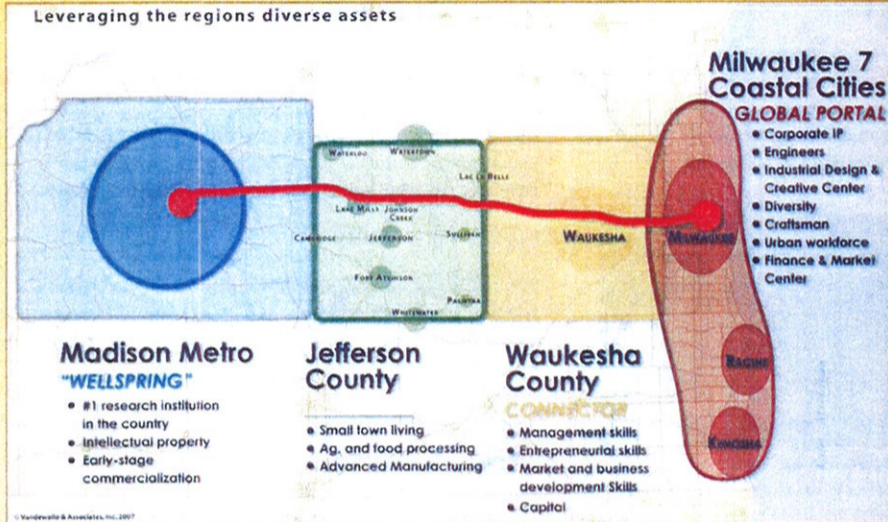 Leveraging the regions diverse assets
Milwaukee 7
Coastal Cities
GLOBAL PORTAL
• Corporate IP
• Engineers
• Industrial Design &
Creative Center
• Diversity
• Craftsman
• Urban workforce
• Finance & Market
Center
WATERLOO
WATERTOWN
LAC LA BELLE
LAKE MILLS
JOHNSON
CREEK
CAMBRIDGE
JEFFERSON
SULLIVAN
WAUKESHA
MILWAUKEE
FORT ATKINSON
PALMYRA
WHITEWATER
RACINE
KENOSHA
Madison Metro
"WELLSPRING"
• #1 research institution
in the country
• Intellectual property
• Early-stage
commercialization
Jefferson
County
• Small town living
• Ag. and food processing
• Advanced Manufacturing
Waukesha
County
CONNECTOR
• Management skills
• Entrepreneurial skills
• Market and business
development Skills
• Capital
© Vandewalle & Associates, Inc. 2007